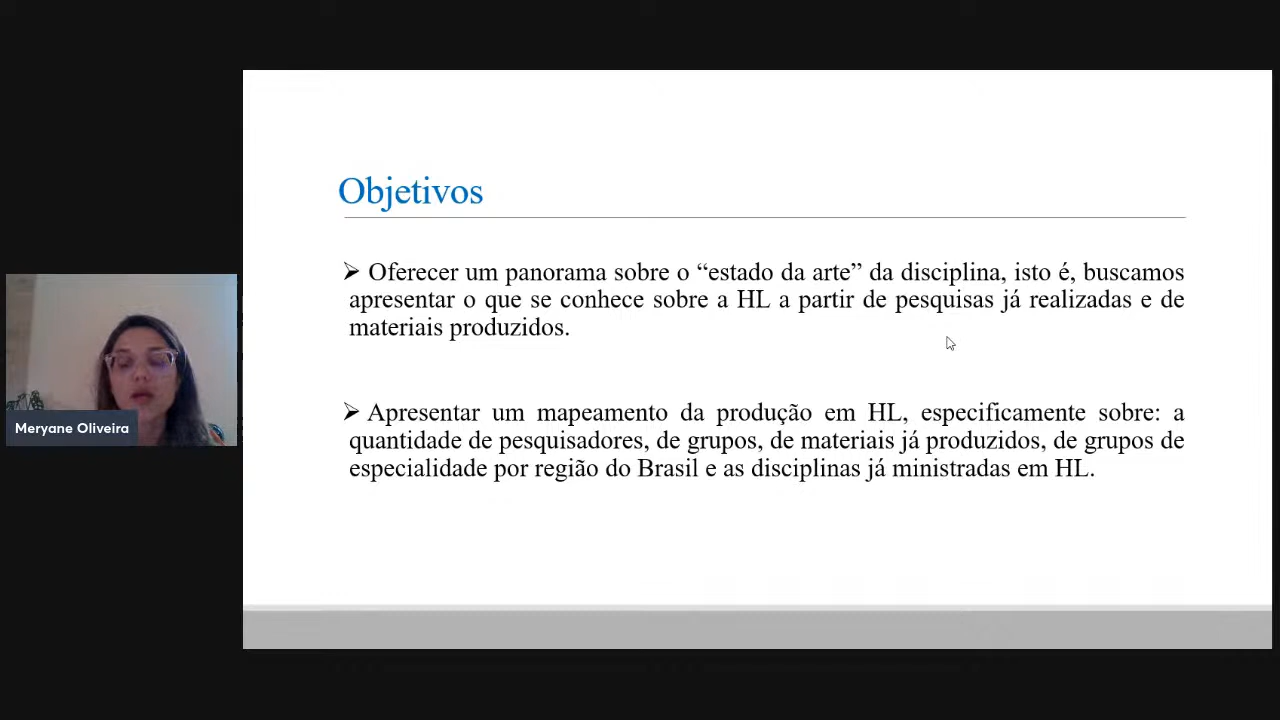 Objetivos
➢ Oferecer um panorama sobre o “estado da arte” da disciplina, isto é, buscamos
apresentar o que se conhece sobre a HL a partir de pesquisas já realizadas e de
materiais produzidos.
➢ Apresentar um mapeamento da produção em HL, especificamente sobre: a
quantidade de pesquisadores, de grupos, de materiais já produzidos, de grupos de
especialidade por região do Brasil e as disciplinas já ministradas em HL.
Meryane Oliveira